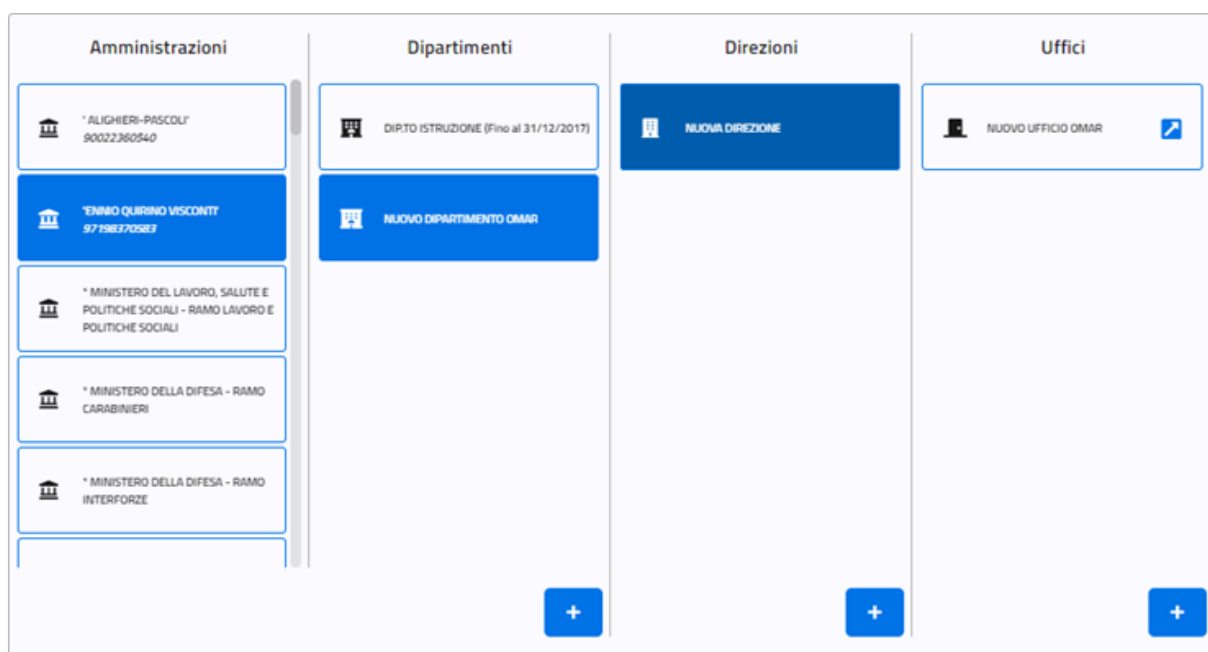 Amministrazioni
' ALIGHIERI-PASCOLI'
90022360540
'ENNIO QUIRINO VISCONTI'
97198370583
* MINISTERO DEL LAVORO, SALUTE E
POLITICHE SOCIALI - RAMO LAVORO E
POLITICHE SOCIALI
* MINISTERO DELLA DIFESA - RAMO
CARABINIERI
* MINISTERO DELLA DIFESA - RAMO
INTERFORZE
Dipartimenti
DIP.TO ISTRUZIONE (Fino al 31/12/2017)
NUOVO DIPARTIMENTO OMAR
+
Direzioni
NUOVA DIREZIONE
+
Uffici
NUOVO UFFICIO OMAR
+